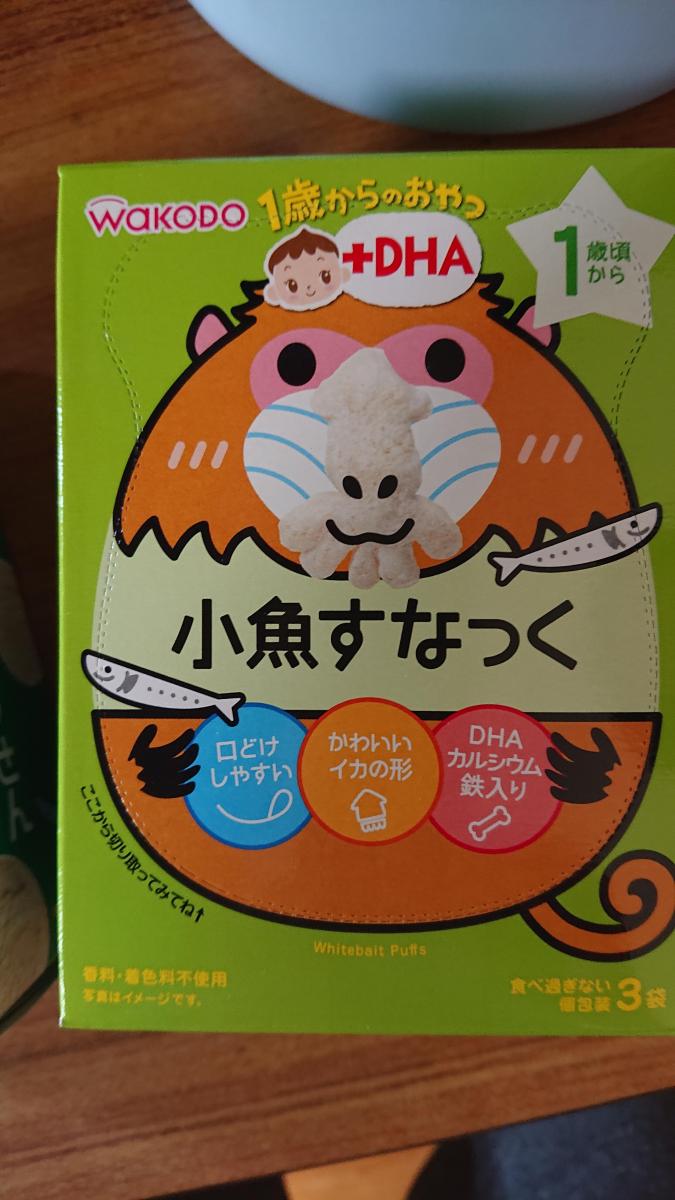 wakodo
1歳からのおやつ
+DHA
1歳頃
から
小魚すなっく
口どけ
しやすい
かわいい
イカの形
DHA
カルシウム
鉄入り
ここから切り取ってみてね↑
Whitebait Puffs
香料・着色料不使用
写真はイメージです。
食べ過ぎない
個包装3袋
さん